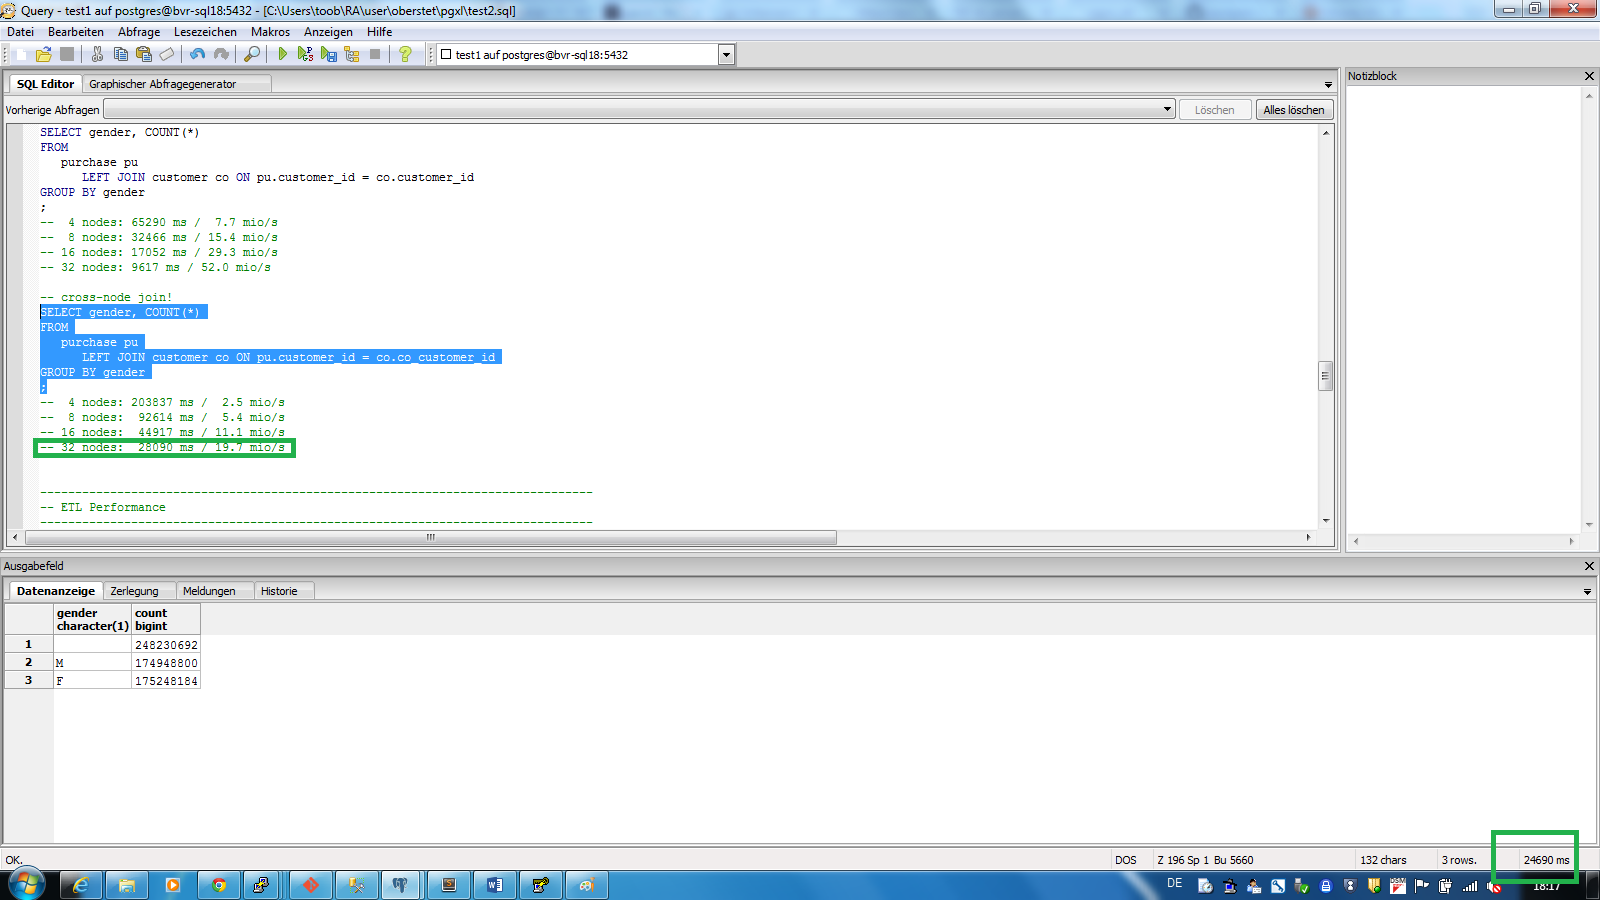 Query - test1 auf postgres@bvr-sql18:5432 - [C:\Users\toob\RA\user\oberstet\pgxl\test2.sql]
Datei Bearbeiten Abfrage Lesezeichen Makros Anzeigen Hilfe
test1 auf postgres@bvr-sql18:5432
SQL Editor Graphischer Abfragegenerator
Vorherige Abfragen Löschen Alles löschen
SELECT gender, COUNT(*)
FROM
purchase pu
LEFT JOIN customer co ON pu.customer_id = co.customer_id
GROUP BY gender
;
-- 4 nodes: 65290 ms / 7.7 mio/s
-- 8 nodes: 32466 ms / 15.4 mio/s
-- 16 nodes: 17052 ms / 29.3 mio/s
-- 32 nodes: 9617 ms / 52.0 mio/s
-- cross-node join!
SELECT gender, COUNT(*)
FROM
purchase pu
LEFT JOIN customer co ON pu.customer_id = co.co_customer_id
GROUP BY gender
;
-- 4 nodes: 203837 ms / 2.5 mio/s
-- 8 nodes: 92614 ms / 5.4 mio/s
-- 16 nodes: 44917 ms / 11.1 mio/s
-- 32 nodes: 28090 ms / 19.7 mio/s
-------------------------------------------------------------------------------
-- ETL Performance
-------------------------------------------------------------------------------
Notizblock
Ausgabefeld
Datenanzeige Zerlegung Meldungen Historie
gender character(1) count bigint
1 248230692
2 M 174948800
3 F 175248184
OK. DOS Z 196 Sp 1 Bu 5660 132 chars 3 rows. 24690 ms
DE 18:17